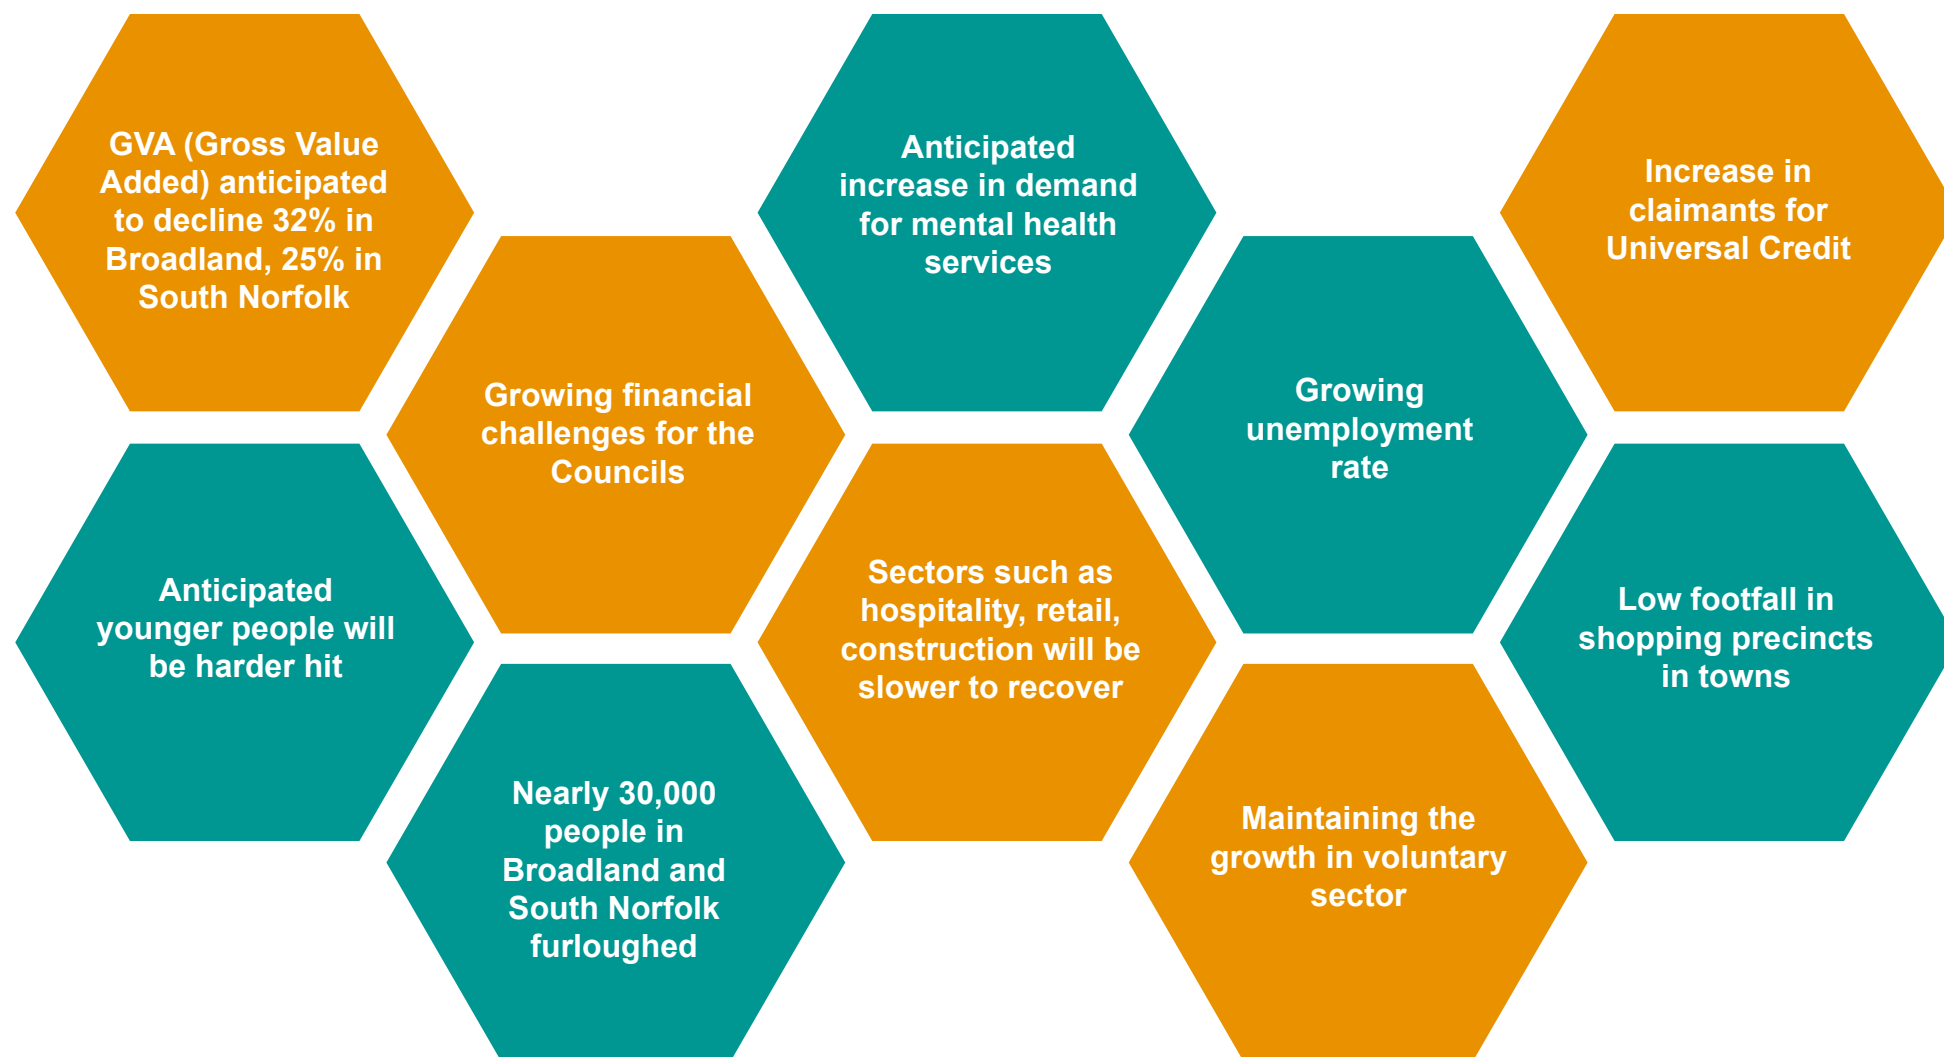 GVA (Gross Value
Added) anticipated
to decline 32% in
Broadland, 25% in
South Norfolk
Anticipated
increase in demand
for mental health
services
Increase in
claimants for
Universal Credit
Growing financial
challenges for the
Councils
Growing
unemployment
rate
Anticipated
younger people will
be harder hit
Sectors such as
hospitality, retail,
construction will be
slower to recover
Low footfall in
shopping precincts
in towns
Nearly 30,000
people in
Broadland and
South Norfolk
furloughed
Maintaining the
growth in voluntary
sector